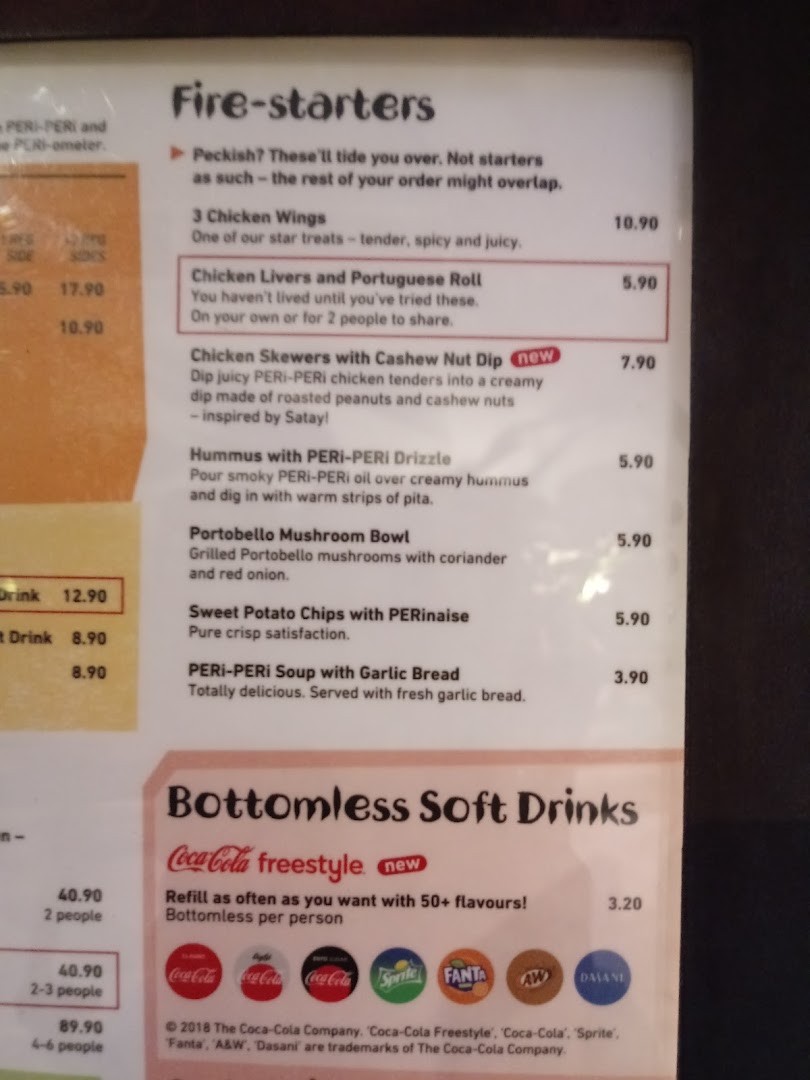 PERi-PERi and
PERi-ometer.
SIDE SIDES
5.90 17.90
10.90
Drink 12.90
t Drink 8.90
8.90
n –
40.90
2 people
40.90
2-3 people
89.90
4-6 people
Fire-starters
Peckish? These'll tide you over. Not starters
as such – the rest of your order might overlap.
3 Chicken Wings 10.90
One of our star treats – tender, spicy and juicy.
Chicken Livers and Portuguese Roll 5.90
You haven't lived until you've tried these.
On your own or for 2 people to share.
Chicken Skewers with Cashew Nut Dip new 7.90
Dip juicy PERi-PERi chicken tenders into a creamy
dip made of roasted peanuts and cashew nuts
– inspired by Satay!
Hummus with PERi-PERi Drizzle 5.90
Pour smoky PERi-PERi oil over creamy hummus
and dig in with warm strips of pita.
Portobello Mushroom Bowl 5.90
Grilled Portobello mushrooms with coriander
and red onion.
Sweet Potato Chips with PERinaise 5.90
Pure crisp satisfaction.
PERi-PERi Soup with Garlic Bread 3.90
Totally delicious. Served with fresh garlic bread.
Bottomless Soft Drinks
Coca-Cola freestyle new
Refill as often as you want with 50+ flavours! 3.20
Bottomless per person
Coca-Cola Coca-Cola Coca-Cola Sprite FANTA A&W DASANI
© 2018 The Coca-Cola Company. 'Coca-Cola Freestyle', 'Coca-Cola', 'Sprite',
'Fanta', 'A&W', 'Dasani' are trademarks of The Coca-Cola Company.